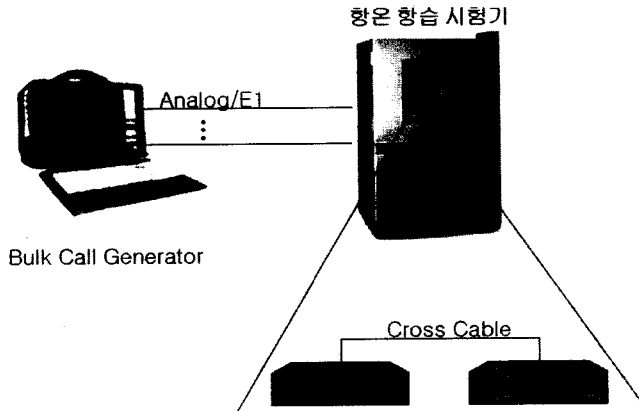 항온 항습 시험기
Analog/E1
Bulk Call Generator
Cross Cable